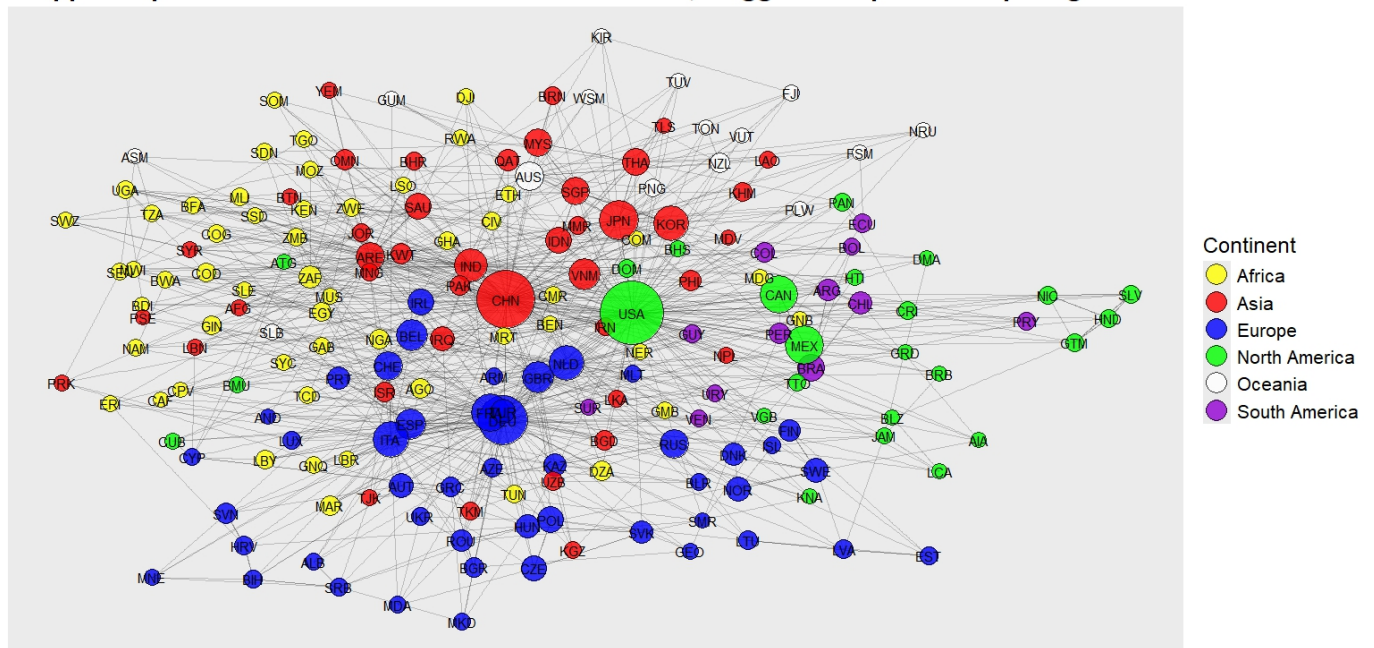 KIR
TUV
FJI
SOM
YEM
GUM
DJI
BRN
WSM
TLS
TON
VUT
NRU
RWA
TGO
SDN
MYS
ASM
OMN
BHR
QAT
THA
NZL
LAO
FSM
MOZ
AUS
UGA
LSO
ETH
SGP
PNG
KHM
MLI
BTN
TZA
BFA
SSD
KEN
ZWE
SAU
PLW
PAN
SWZ
CIV
MMR
JPN
KOR
ECU
COG
ZMB
JOR
GHA
IDN
COM
MDV
SYR
ARE
KWT
BHS
COL
BOL
ATG
MNG
IND
DOM
DMA
MWI
BWA
COD
ZAF
PAK
VNM
PHL
MDG
HTI
SLE
MUS
IRL
CHN
CMR
CAN
ARG
CHL
NIC
SLV
BDI
AFG
EGY
USA
CRI
PSE
GIN
SLB
BEN
IRN
GNB
PRY
HND
NAM
LBN
GAB
NGA
BEL
IRQ
MRT
GUY
PER
MEX
GTM
NER
NPL
GRD
SYC
CHE
GBR
NLD
BRA
PRK
BMU
PRT
ARM
MLT
TTO
BRB
ERI
CAF
CPV
TCD
ISR
AGO
SUR
LKA
URY
AND
ESP
DEU
GMB
VEN
VGB
BLZ
CUB
LUX
ITA
BGD
RUS
FIN
JAM
AIA
CYP
LBY
GNQ
LBR
AZE
KAZ
DZA
DNK
ISL
SWE
LCA
AUT
GRC
UZB
BLR
NOR
MAR
TJK
TUN
KNA
SVN
UKR
TKM
HUN
POL
SMR
HRV
ROU
SVK
LTU
KGZ
GEO
LVA
EST
ALB
BGR
CZE
MNE
BIH
SRB
MDA
MKD
Continent
Africa
Asia
Europe
North America
Oceania
South America